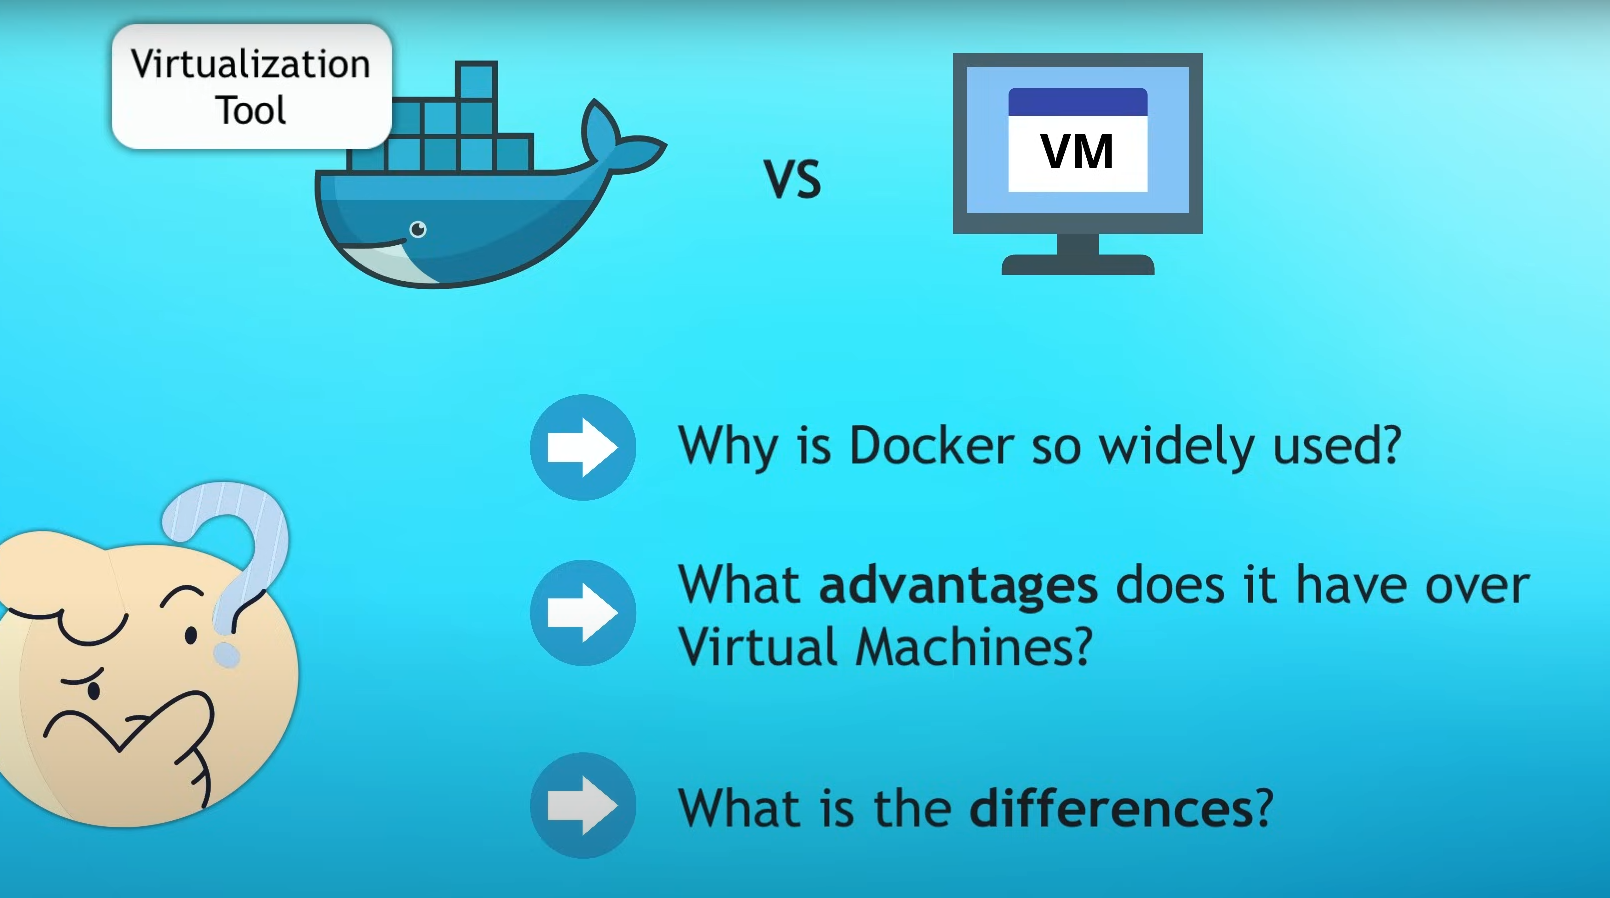 Virtualization
Tool
VS
VM
Why is Docker so widely used?
What advantages does it have over
Virtual Machines?
What is the differences?